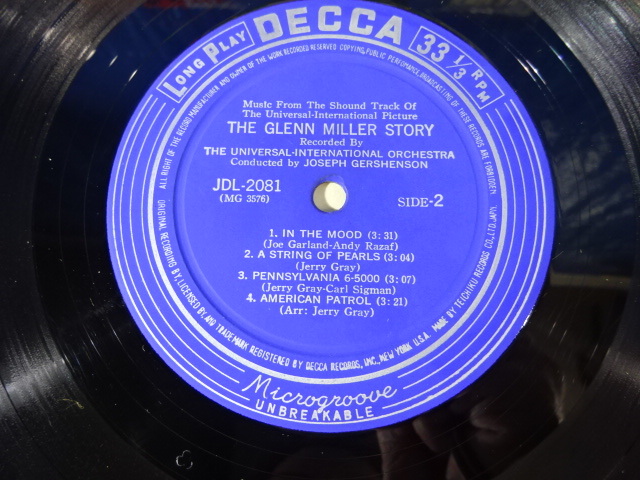 LONG PLAY DECCA 33 1/3 RPM
ALL RIGHT OF THE RECORD MANUFACTURER AND OWNER OF THE WORK RECORDED RESERVED COPYING, PUBLIC PERFOMANCE, BROADCASTING OF THESE RECORDS ARE FORBIDDEN
Music From The Shound Track Of
The Universal-International Picture
THE GLENN MILLER STORY
Recorded By
THE UNIVERSAL-INTERNATIONAL ORCHESTRA
Conducted by JOSEPH GERSHENSON
JDL-2081
(MG 3576)
SIDE-2
1. IN THE MOOD (3:31)
(Joe Garland-Andy Razaf)
2. A STRING OF PEARLS (3:04)
(Jerry Gray)
3. PENNSYLVANIA 6-5000 (3:07)
(Jerry Gray-Carl Sigman)
4. AMERICAN PATROL (3:21)
(Arr: Jerry Gray)
ORIGINAL RECORDING BY, LICENSED BY, AND TRADEMARK REGISTERED BY DECCA RECORDS, INC., NEW YORK U.S.A. MADE BY TEICHIKU RECORDS CO., LTD. JAPAN.
Microgroove
UNBREAKABLE